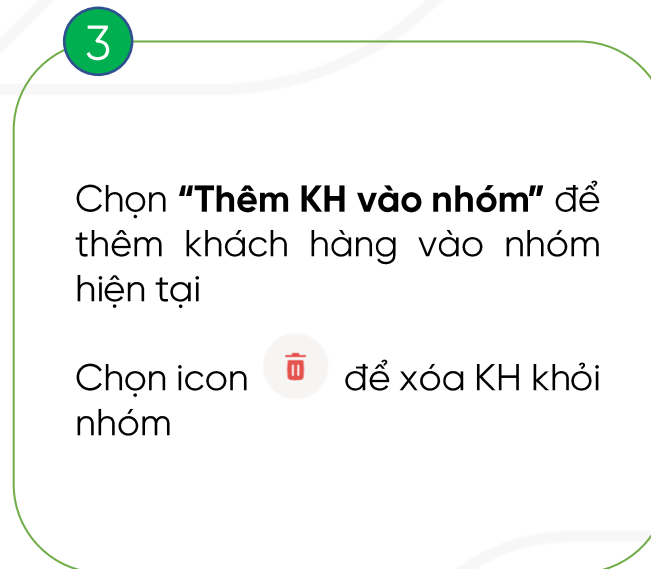 3
Chọn “Thêm KH vào nhóm” để
thêm khách hàng vào nhóm
hiện tại
Chọn icon để xóa KH khỏi
nhóm